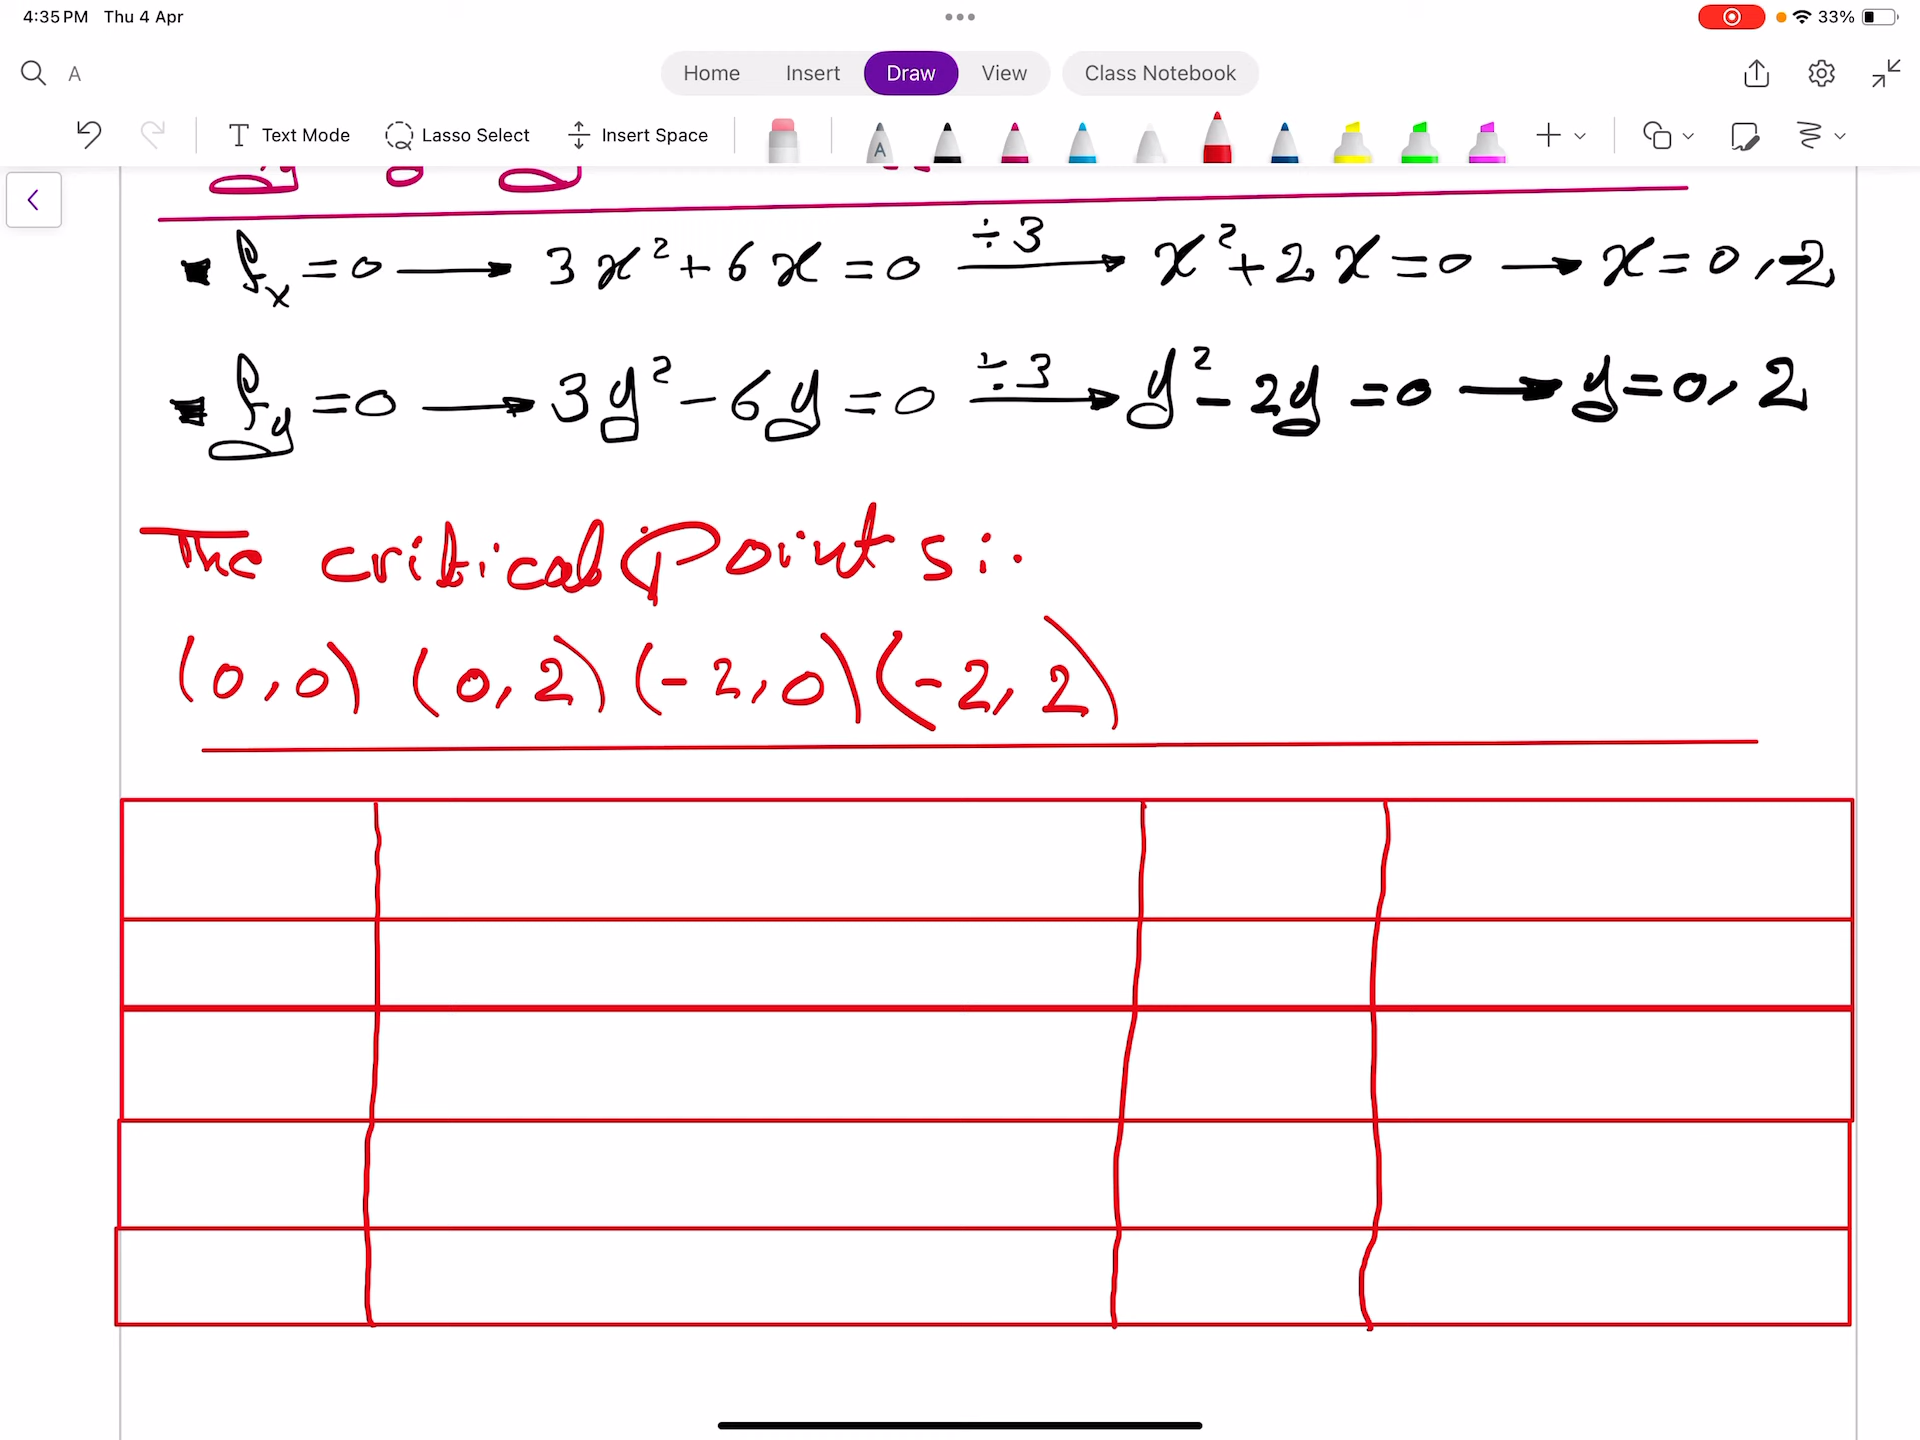 4:35 PM Thu 4 Apr 33%
A Home Insert Draw View Class Notebook
T Text Mode Lasso Select Insert Space A
f_x = 0 → 3x² + 6x = 0 ÷3 → x² + 2x = 0 → x = 0, -2
f_y = 0 → 3y² - 6y = 0 ÷3 → y² - 2y = 0 → y = 0, 2
The critical Points:
(0,0) (0,2) (-2,0) (-2,2)